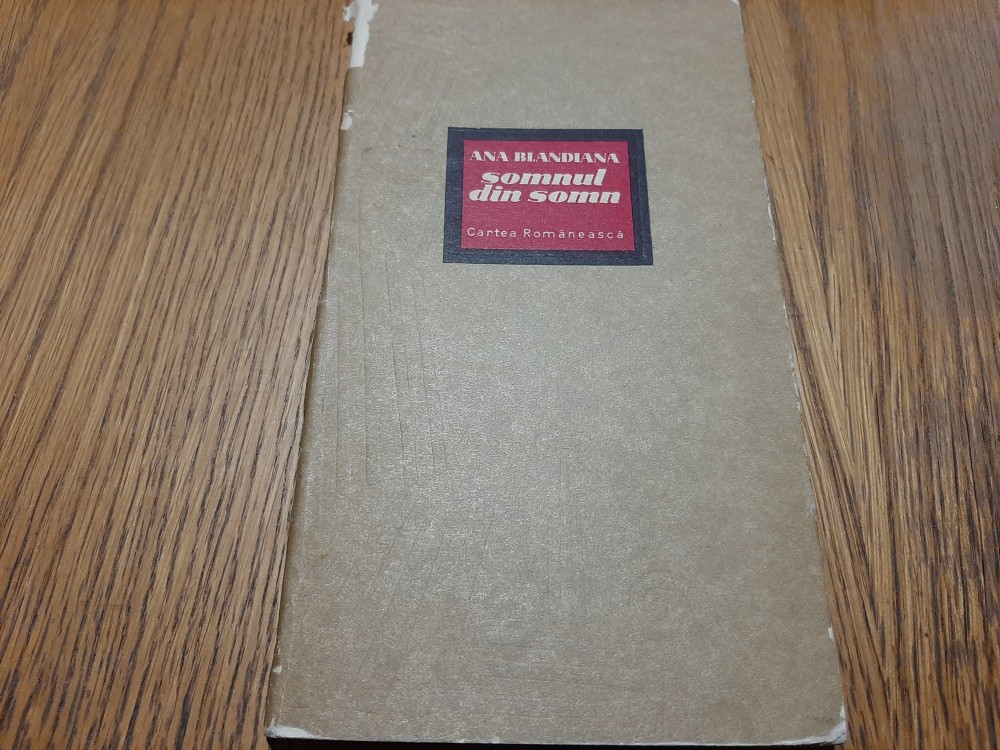 ANA BLANDIANA
somnul
din somn
Cartea Românească